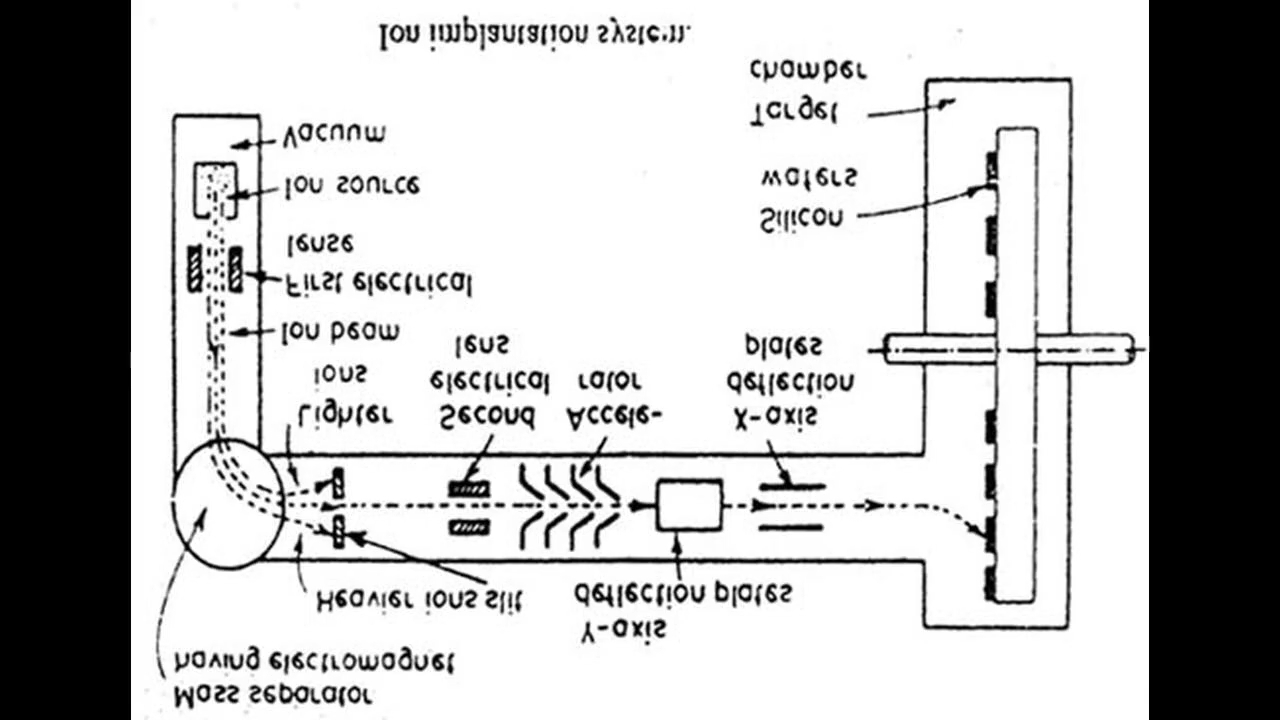 Mass separator
having electromagnet
Y-axis
deflection plates
Heavier ions slit
Lighter
ions
Second
electrical
lens
Accele-
rator
X-axis
deflection
plates
Ion beam
First electrical
lense
Ion source
Vacuum
Silicon
waters
Target
chamber
Ion implantation system.